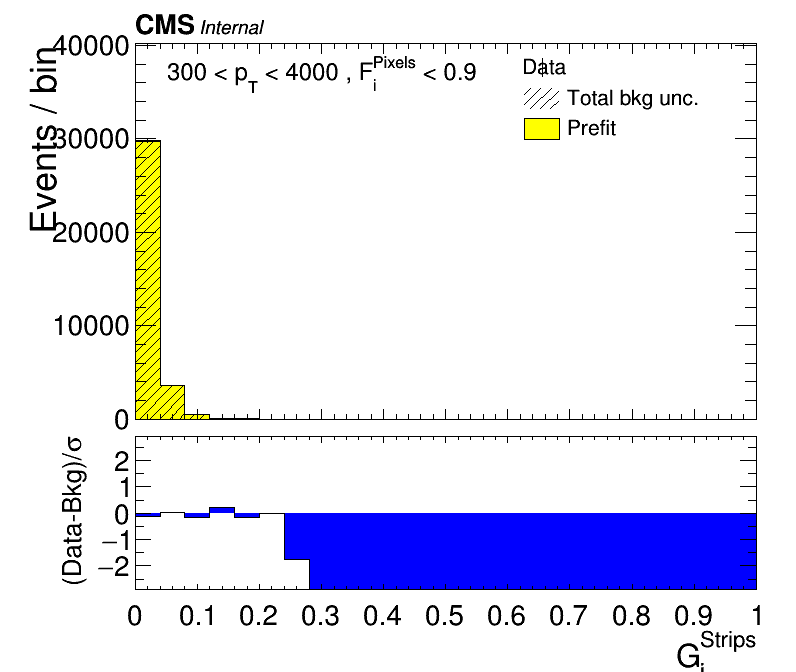 CMS Internal
Events / bin
40000
30000
20000
10000
0
300 < p_T < 4000 , F_i^Pixels < 0.9
Data
Total bkg unc.
Prefit
(Data-Bkg)/σ
2
1
0
−1
−2
0 0.1 0.2 0.3 0.4 0.5 0.6 0.7 0.8 0.9 1
G_i^Strips